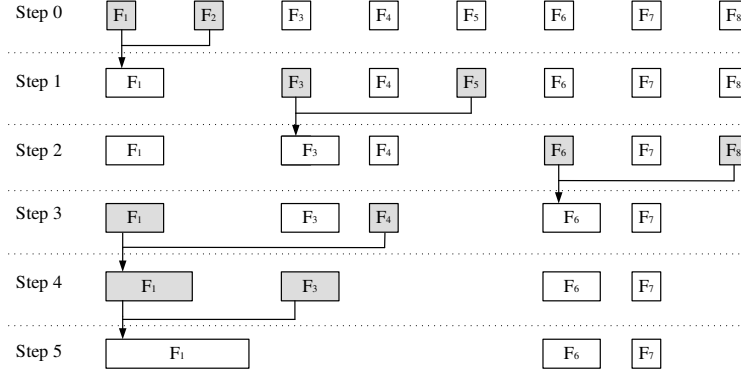 Step 0 F₁ F₂ F₃ F₄ F₅ F₆ F₇ F₈
Step 1 F₁ F₃ F₄ F₅ F₆ F₇ F₈
Step 2 F₁ F₃ F₄ F₆ F₇ F₈
Step 3 F₁ F₃ F₄ F₆ F₇
Step 4 F₁ F₃ F₆ F₇
Step 5 F₁ F₆ F₇